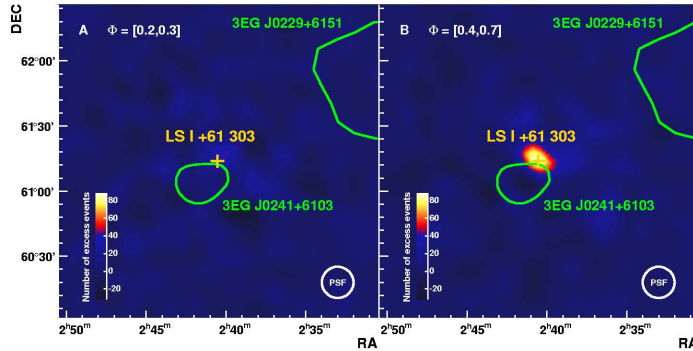 DEC
A Φ = [0.2,0.3]
3EG J0229+6151
LS I +61 303
3EG J0241+6103
Number of excess events
80
60
40
20
0
-20
PSF
B Φ = [0.4,0.7]
3EG J0229+6151
LS I +61 303
3EG J0241+6103
Number of excess events
80
60
40
20
0
-20
PSF
62°00'
61°30'
61°00'
60°30'
2ʰ50ᵐ 2ʰ45ᵐ 2ʰ40ᵐ 2ʰ35ᵐ
RA
2ʰ50ᵐ 2ʰ45ᵐ 2ʰ40ᵐ 2ʰ35ᵐ
RA